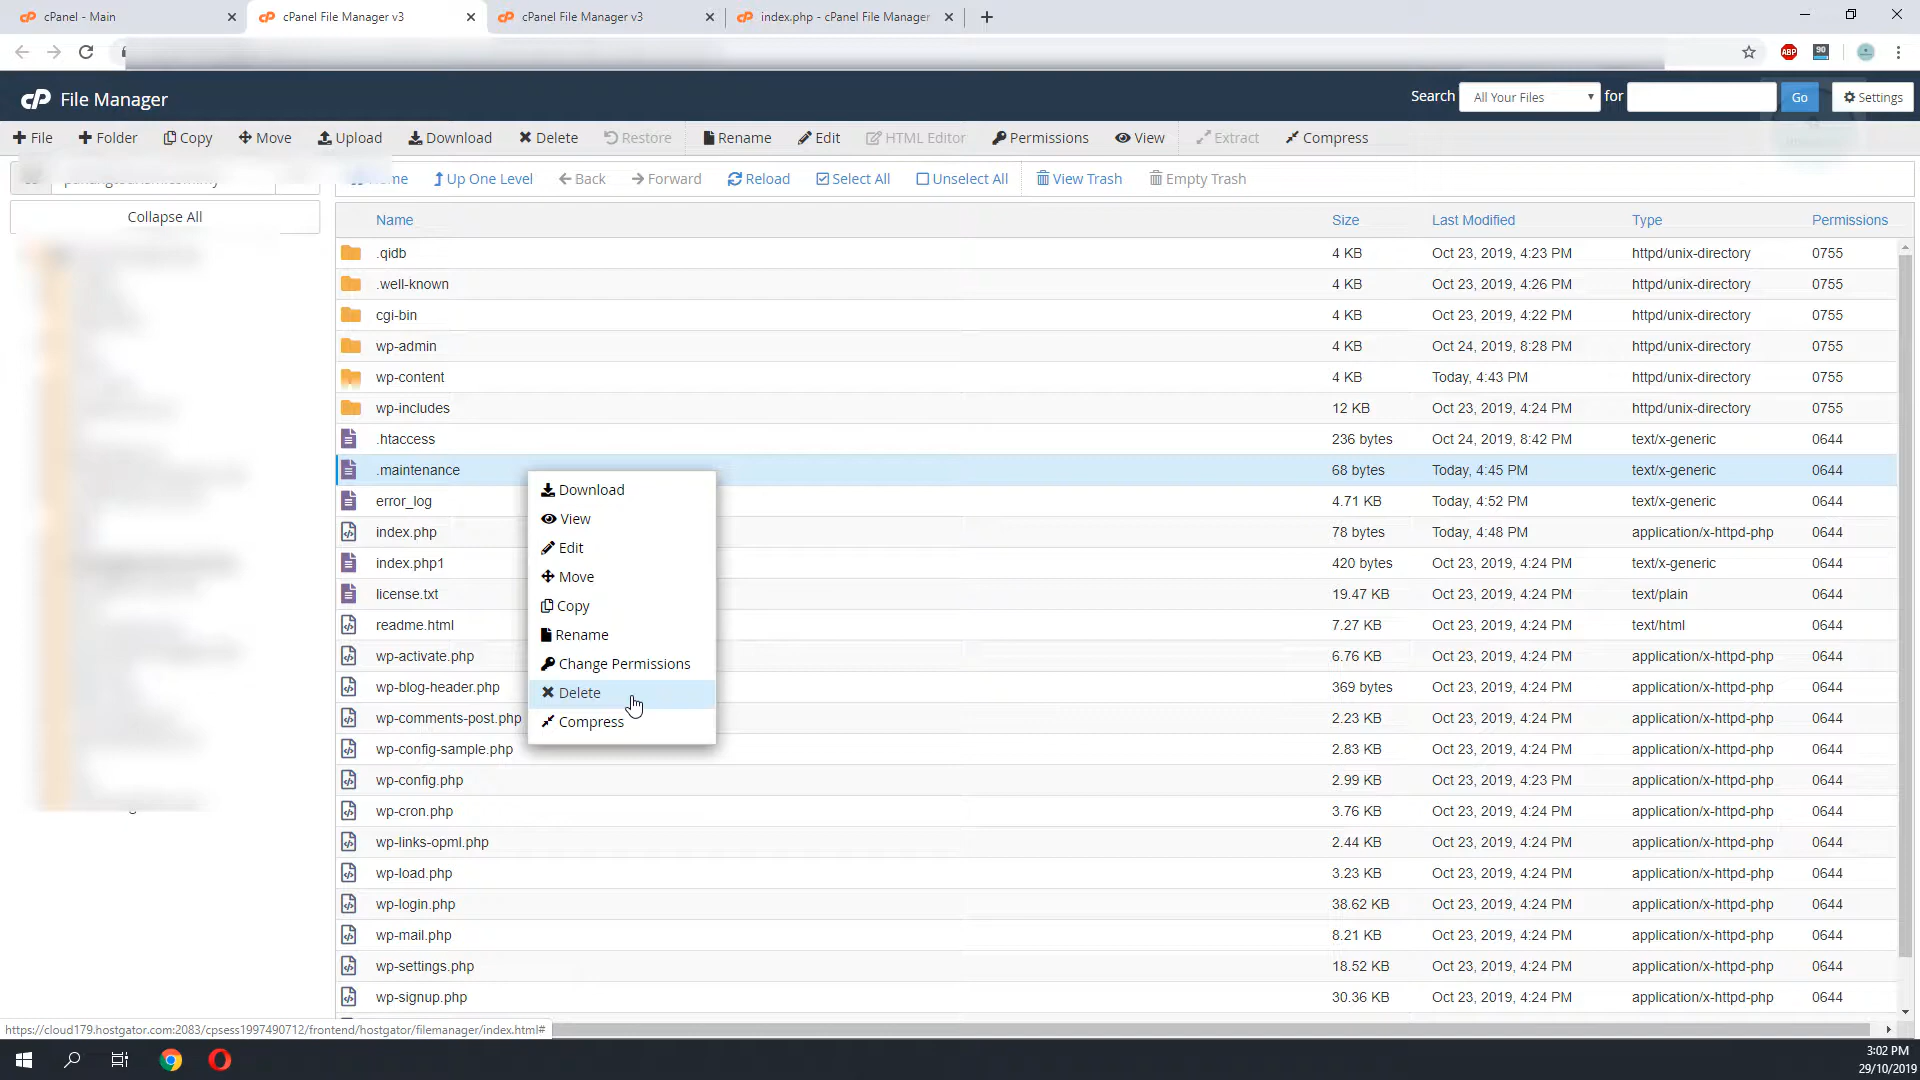 cPanel - Main
cPanel File Manager v3
cPanel File Manager v3
index.php - cPanel File Manager
ABP
90
cP File Manager
Search All Your Files for Go Settings
File Folder Copy Move Upload Download Delete Restore Rename Edit HTML Editor Permissions View Extract Compress
Up One Level Back Forward Reload Select All Unselect All View Trash Empty Trash
Collapse All
Name Size Last Modified Type Permissions
.qidb 4 KB Oct 23, 2019, 4:23 PM httpd/unix-directory 0755
.well-known 4 KB Oct 23, 2019, 4:26 PM httpd/unix-directory 0755
cgi-bin 4 KB Oct 23, 2019, 4:22 PM httpd/unix-directory 0755
wp-admin 4 KB Oct 24, 2019, 8:28 PM httpd/unix-directory 0755
wp-content 4 KB Today, 4:43 PM httpd/unix-directory 0755
wp-includes 12 KB Oct 23, 2019, 4:24 PM httpd/unix-directory 0755
.htaccess 236 bytes Oct 24, 2019, 8:42 PM text/x-generic 0644
.maintenance 68 bytes Today, 4:45 PM text/x-generic 0644
error_log 4.71 KB Today, 4:52 PM text/x-generic 0644
index.php 78 bytes Today, 4:48 PM application/x-httpd-php 0644
index.php1 420 bytes Oct 23, 2019, 4:24 PM text/x-generic 0644
license.txt 19.47 KB Oct 23, 2019, 4:24 PM text/plain 0644
readme.html 7.27 KB Oct 23, 2019, 4:24 PM text/html 0644
wp-activate.php 6.76 KB Oct 23, 2019, 4:24 PM application/x-httpd-php 0644
wp-blog-header.php 369 bytes Oct 23, 2019, 4:24 PM application/x-httpd-php 0644
wp-comments-post.php 2.23 KB Oct 23, 2019, 4:24 PM application/x-httpd-php 0644
wp-config-sample.php 2.83 KB Oct 23, 2019, 4:24 PM application/x-httpd-php 0644
wp-config.php 2.99 KB Oct 23, 2019, 4:23 PM application/x-httpd-php 0644
wp-cron.php 3.76 KB Oct 23, 2019, 4:24 PM application/x-httpd-php 0644
wp-links-opml.php 2.44 KB Oct 23, 2019, 4:24 PM application/x-httpd-php 0644
wp-load.php 3.23 KB Oct 23, 2019, 4:24 PM application/x-httpd-php 0644
wp-login.php 38.62 KB Oct 23, 2019, 4:24 PM application/x-httpd-php 0644
wp-mail.php 8.21 KB Oct 23, 2019, 4:24 PM application/x-httpd-php 0644
wp-settings.php 18.52 KB Oct 23, 2019, 4:24 PM application/x-httpd-php 0644
wp-signup.php 30.36 KB Oct 23, 2019, 4:24 PM application/x-httpd-php 0644
Download
View
Edit
Move
Copy
Rename
Change Permissions
Delete
Compress
https://cloud179.hostgator.com:2083/cpsess1997490712/frontend/hostgator/filemanager/index.html#
3:02 PM
29/10/2019